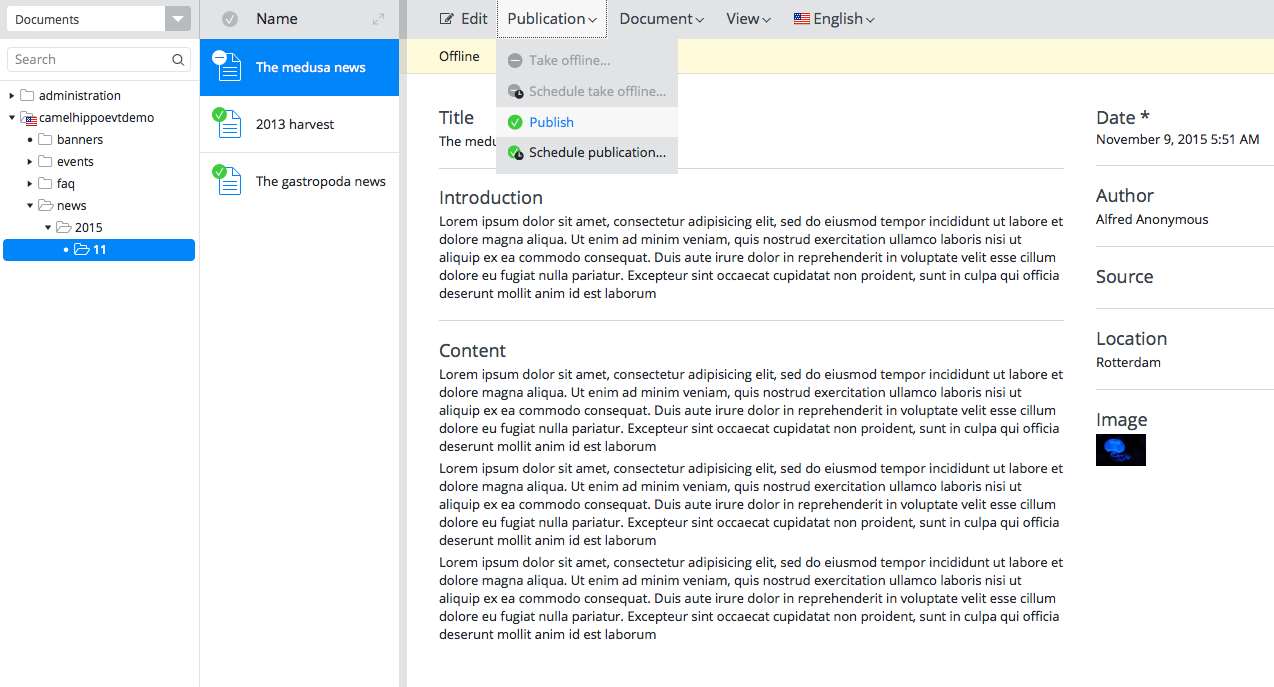 Documents
Search
administration
camelhippoevtdemo
banners
events
faq
news
2015
11
Name
The medusa news
2013 harvest
The gastropoda news
Edit Publication Document View English
Offline
Take offline...
Schedule take offline...
Publish
Schedule publication...
Title
The medu
Introduction
Lorem ipsum dolor sit amet, consectetur adipisicing elit, sed do eiusmod tempor incididunt ut labore et
dolore magna aliqua. Ut enim ad minim veniam, quis nostrud exercitation ullamco laboris nisi ut
aliquip ex ea commodo consequat. Duis aute irure dolor in reprehenderit in voluptate velit esse cillum
dolore eu fugiat nulla pariatur. Excepteur sint occaecat cupidatat non proident, sunt in culpa qui officia
deserunt mollit anim id est laborum
Content
Lorem ipsum dolor sit amet, consectetur adipisicing elit, sed do eiusmod tempor incididunt ut labore et
dolore magna aliqua. Ut enim ad minim veniam, quis nostrud exercitation ullamco laboris nisi ut
aliquip ex ea commodo consequat. Duis aute irure dolor in reprehenderit in voluptate velit esse cillum
dolore eu fugiat nulla pariatur. Excepteur sint occaecat cupidatat non proident, sunt in culpa qui officia
deserunt mollit anim id est laborum
Lorem ipsum dolor sit amet, consectetur adipisicing elit, sed do eiusmod tempor incididunt ut labore et
dolore magna aliqua. Ut enim ad minim veniam, quis nostrud exercitation ullamco laboris nisi ut
aliquip ex ea commodo consequat. Duis aute irure dolor in reprehenderit in voluptate velit esse cillum
dolore eu fugiat nulla pariatur. Excepteur sint occaecat cupidatat non proident, sunt in culpa qui officia
deserunt mollit anim id est laborum
Lorem ipsum dolor sit amet, consectetur adipisicing elit, sed do eiusmod tempor incididunt ut labore et
dolore magna aliqua. Ut enim ad minim veniam, quis nostrud exercitation ullamco laboris nisi ut
aliquip ex ea commodo consequat. Duis aute irure dolor in reprehenderit in voluptate velit esse cillum
dolore eu fugiat nulla pariatur. Excepteur sint occaecat cupidatat non proident, sunt in culpa qui officia
deserunt mollit anim id est laborum
Date *
November 9, 2015 5:51 AM
Author
Alfred Anonymous
Source
Location
Rotterdam
Image